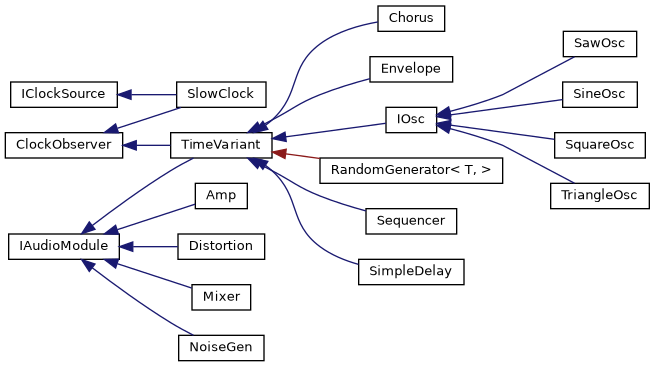 Chorus
SawOsc
Envelope
IClockSource
SlowClock
SineOsc
IOsc
ClockObserver
TimeVariant
SquareOsc
RandomGenerator< T, >
Amp
TriangleOsc
Sequencer
IAudioModule
Distortion
SimpleDelay
Mixer
NoiseGen